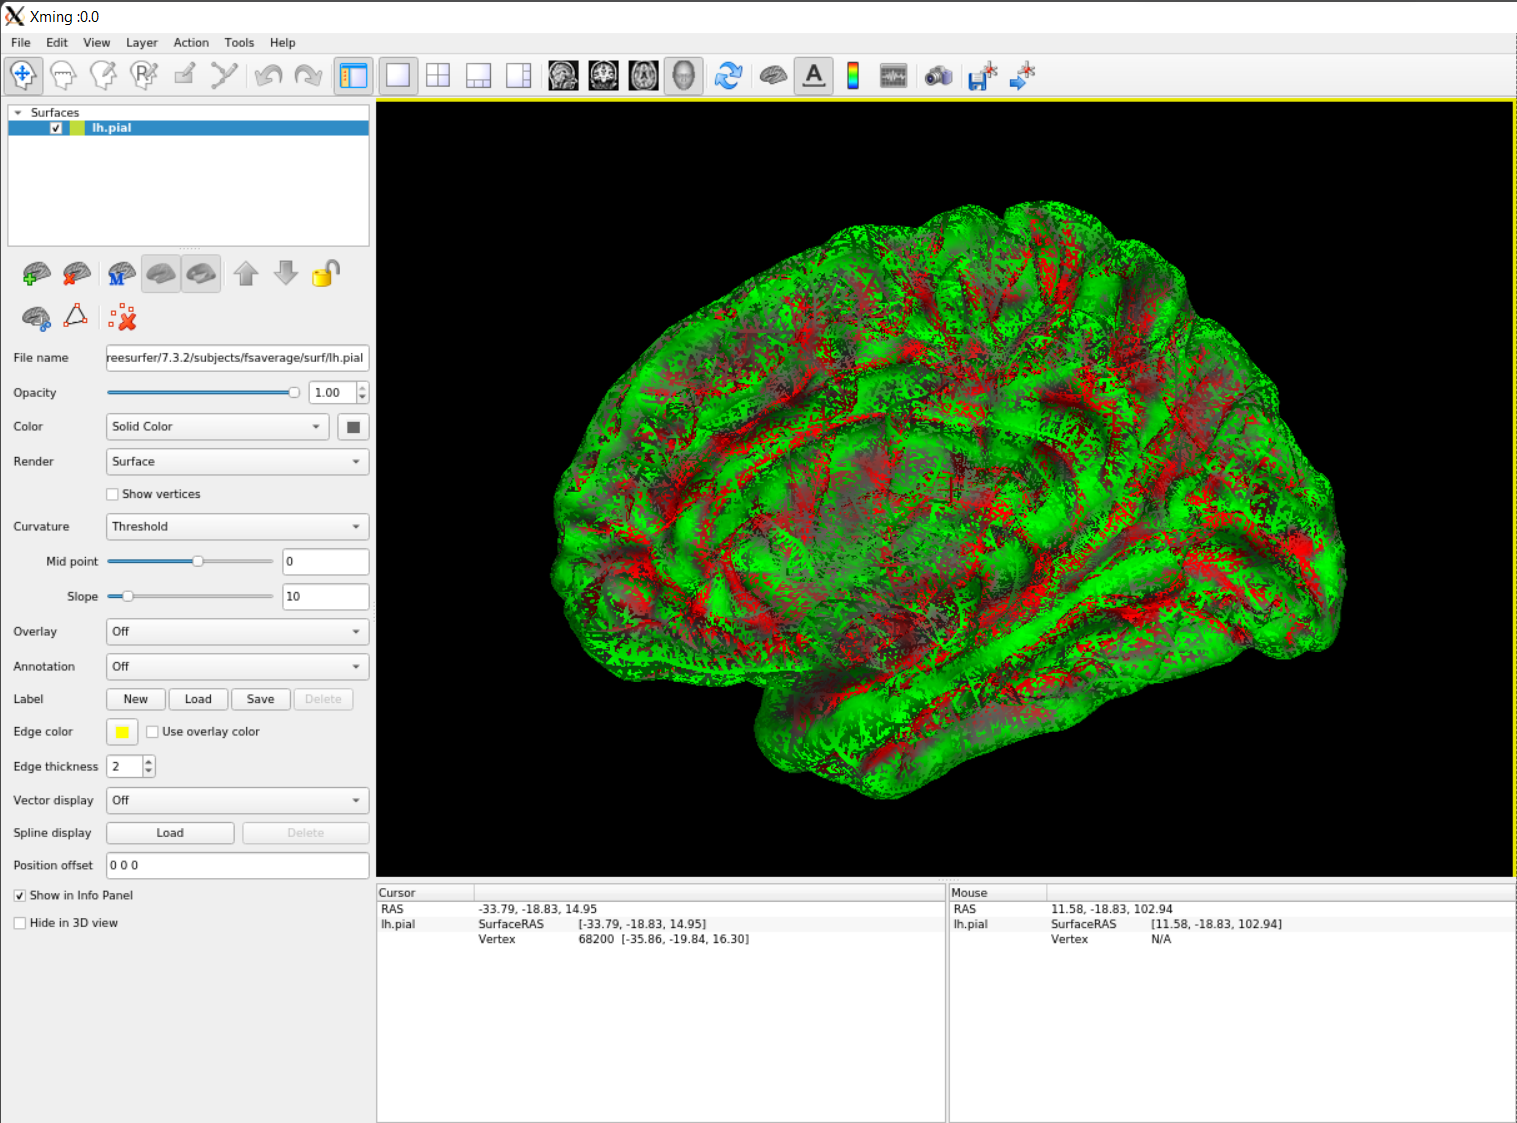 Xming :0.0
File Edit View Layer Action Tools Help
R
A
Surfaces
lh.pial
M
File name reesurfer/7.3.2/subjects/fsaverage/surf/lh.pial
Opacity 1.00
Color Solid Color
Render Surface
Show vertices
Curvature Threshold
Mid point 0
Slope 10
Overlay Off
Annotation Off
Label New Load Save Delete
Edge color Use overlay color
Edge thickness 2
Vector display Off
Spline display Load Delete
Position offset 0 0 0
Show in Info Panel
Hide in 3D view
Cursor
RAS -33.79, -18.83, 14.95
lh.pial SurfaceRAS [-33.79, -18.83, 14.95]
Vertex 68200 [-35.86, -19.84, 16.30]
Mouse
RAS 11.58, -18.83, 102.94
lh.pial SurfaceRAS [11.58, -18.83, 102.94]
Vertex N/A